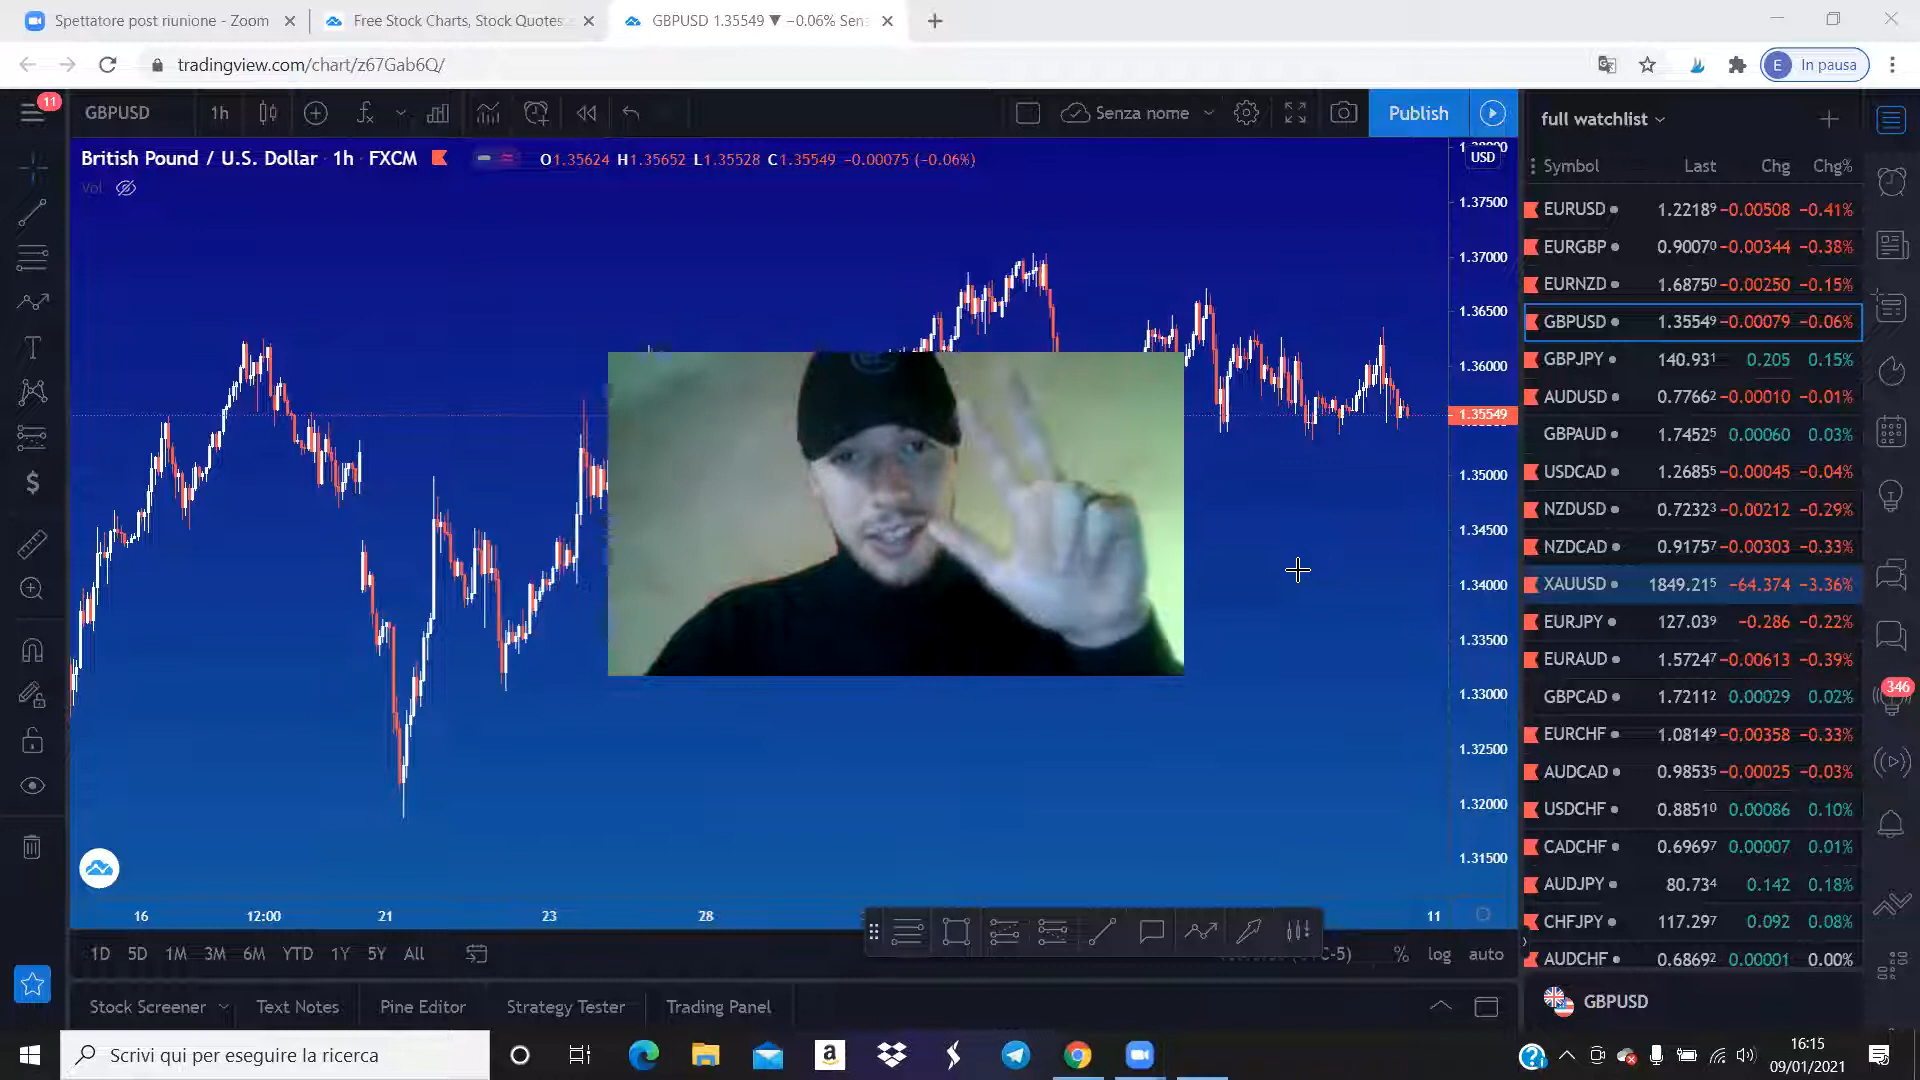 Spettatore post riunione - Zoom
Free Stock Charts, Stock Quotes
GBPUSD 1.35549 ▼ −0.06% Sen
tradingview.com/chart/z67Gab6Q/
E In pausa
11
GBPUSD 1h
Senza nome
Publish
British Pound / U.S. Dollar 1h FXCM
O1.35624 H1.35652 L1.35528 C1.35549 −0.00075 (−0.06%)
Vol
USD
1.37500
1.37000
1.36500
1.36000
1.35549
1.35000
1.34500
1.34000
1.33500
1.33000
1.32500
1.32000
1.31500
16 12:00 21 23 28 11
1D 5D 1M 3M 6M YTD 1Y 5Y All
% log auto
Stock Screener Text Notes Pine Editor Strategy Tester Trading Panel
full watchlist
Symbol Last Chg Chg%
EURUSD 1.22189 −0.00508 −0.41%
EURGBP 0.90070 −0.00344 −0.38%
EURNZD 1.68750 −0.00250 −0.15%
GBPUSD 1.35549 −0.00079 −0.06%
GBPJPY 140.931 0.205 0.15%
AUDUSD 0.77662 −0.00010 −0.01%
GBPAUD 1.74525 0.00060 0.03%
USDCAD 1.26855 −0.00045 −0.04%
NZDUSD 0.72323 −0.00212 −0.29%
NZDCAD 0.91757 −0.00303 −0.33%
XAUUSD 1849.215 −64.374 −3.36%
EURJPY 127.039 −0.286 −0.22%
EURAUD 1.57247 −0.00613 −0.39%
GBPCAD 1.72112 0.00029 0.02%
EURCHF 1.08149 −0.00358 −0.33%
AUDCAD 0.98535 −0.00025 −0.03%
USDCHF 0.88510 0.00086 0.10%
CADCHF 0.69697 0.00007 0.01%
AUDJPY 80.734 0.142 0.18%
CHFJPY 117.297 0.092 0.08%
AUDCHF 0.68692 0.00001 0.00%
GBPUSD
346
Scrivi qui per eseguire la ricerca
16:15
09/01/2021